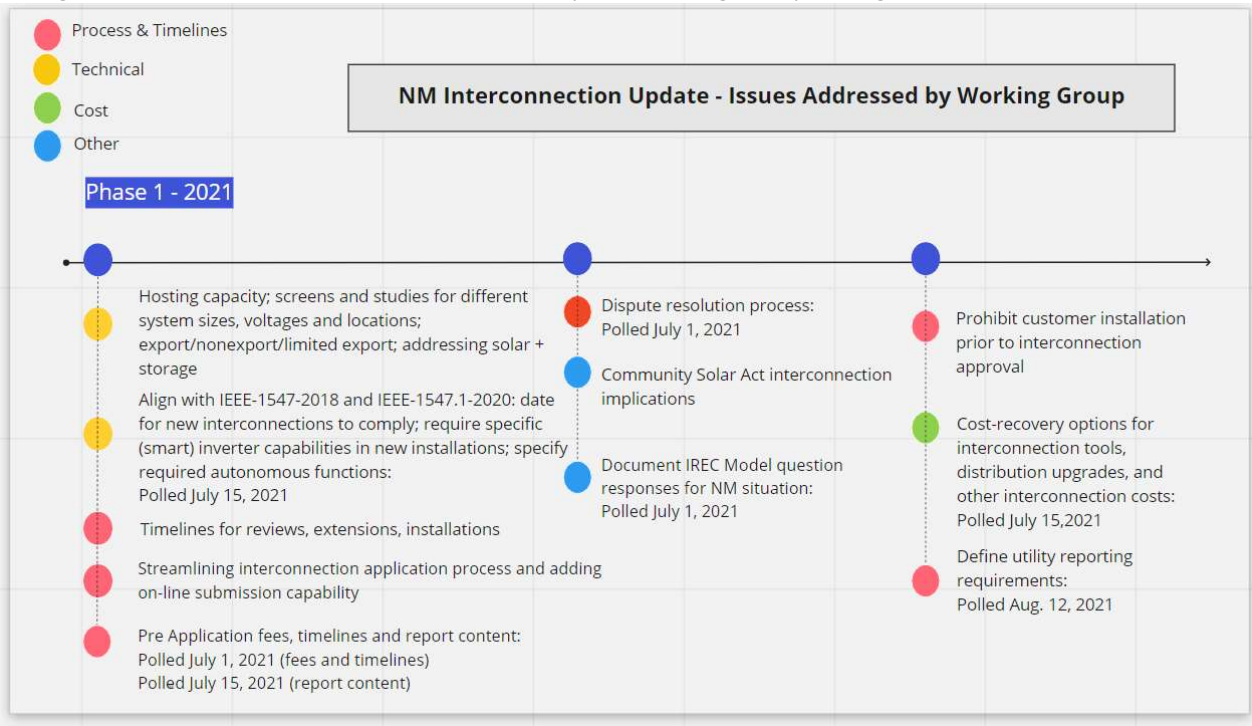 Process & Timelines
Technical
Cost
Other
NM Interconnection Update - Issues Addressed by Working Group
Phase 1 - 2021
Hosting capacity; screens and studies for different
system sizes, voltages and locations;
export/nonexport/limited export; addressing solar +
storage
Align with IEEE-1547-2018 and IEEE-1547.1-2020: date
for new interconnections to comply; require specific
(smart) inverter capabilities in new installations; specify
required autonomous functions:
Polled July 15, 2021
Timelines for reviews, extensions, installations
Streamlining interconnection application process and adding
on-line submission capability
Pre Application fees, timelines and report content:
Polled July 1, 2021 (fees and timelines)
Polled July 15, 2021 (report content)
Dispute resolution process:
Polled July 1, 2021
Community Solar Act interconnection
implications
Document IREC Model question
responses for NM situation:
Polled July 1, 2021
Prohibit customer installation
prior to interconnection
approval
Cost-recovery options for
interconnection tools,
distribution upgrades, and
other interconnection costs:
Polled July 15,2021
Define utility reporting
requirements:
Polled Aug. 12, 2021